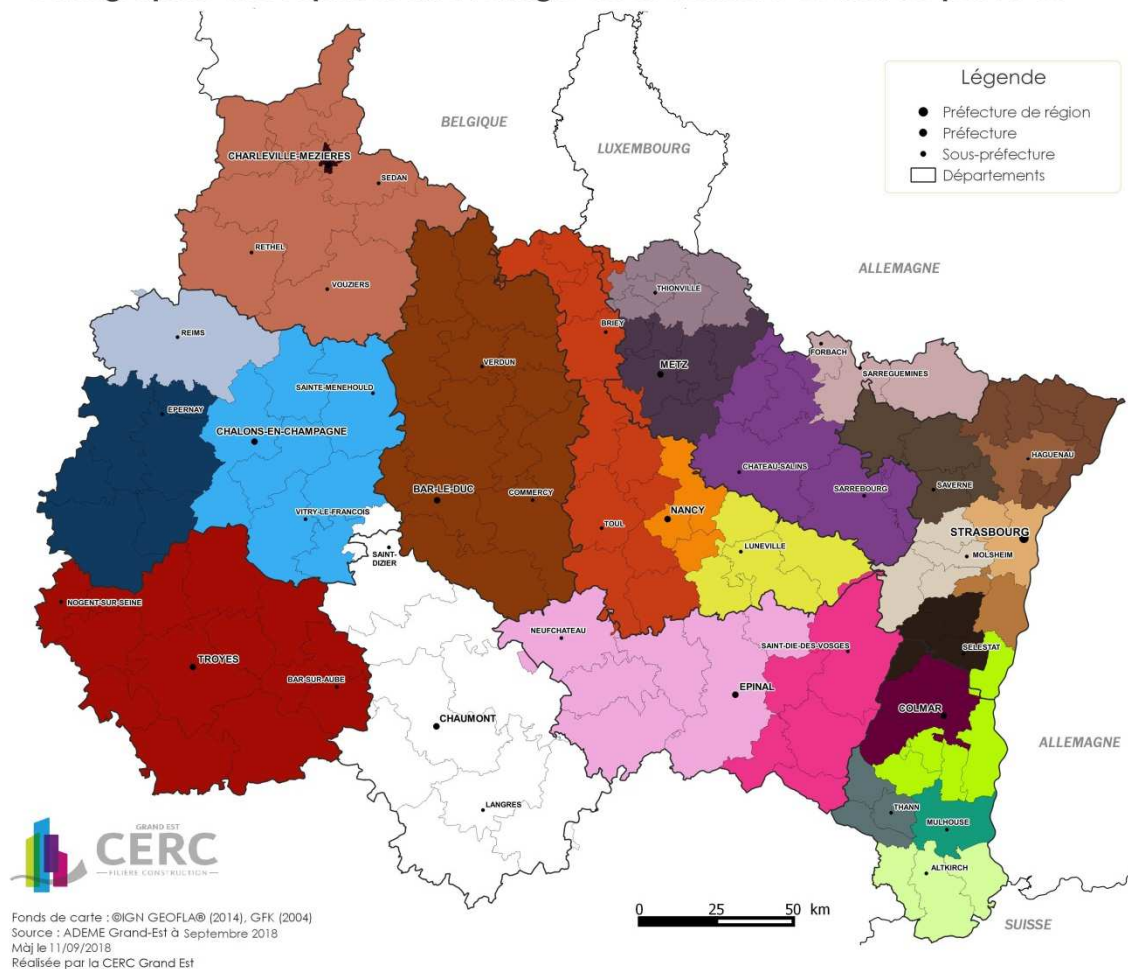 Légende
Préfecture de région
Préfecture
Sous-préfecture
Départements
BELGIQUE
LUXEMBOURG
CHARLEVILLE-MEZIERES
SEDAN
RETHEL
VOUZIERS
ALLEMAGNE
THIONVILLE
REIMS
BRIEY
FORBACH
VERDUN
METZ
SARREGUEMINES
SAINTE-MENEHOULD
EPERNAY
CHALONS-EN-CHAMPAGNE
HAGUENAU
CHATEAU-SALINS
BAR-LE-DUC
COMMERCY
SARREBOURG
SAVERNE
VITRY-LE-FRANCOIS
NANCY
TOUL
STRASBOURG
SAINT-
DIZIER
LUNEVILLE
MOLSHEIM
NOGENT-SUR-SEINE
NEUFCHATEAU
SAINT-DIE-DES-VOSGES
SELESTAT
TROYES
BAR-SUR-AUBE
EPINAL
COLMAR
CHAUMONT
ALLEMAGNE
LANGRES
THANN
MULHOUSE
ALTKIRCH
SUISSE
GRAND EST
CERC
FILIERE CONSTRUCTION
0 25 50 km
Fonds de carte : ©IGN GEOFLA® (2014), GFK (2004)
Source : ADEME Grand-Est à Septembre 2018
Màj le 11/09/2018
Réalisée par la CERC Grand Est